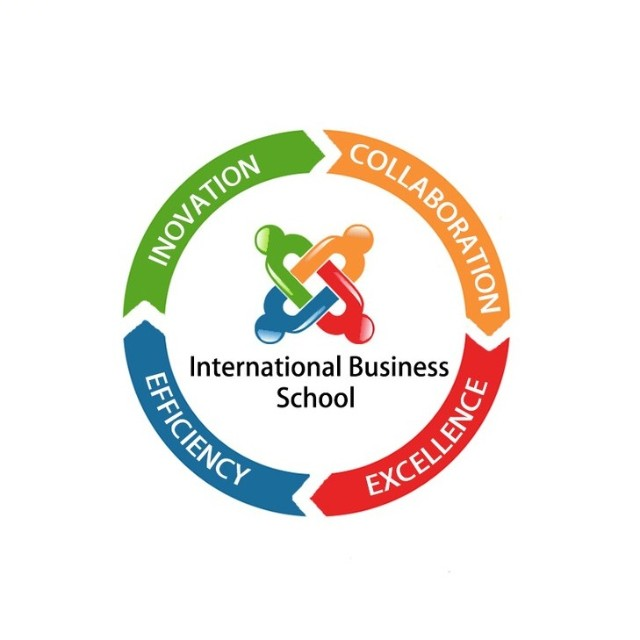 INOVATION
COLLABORATION
International Business
School
EFFICIENCY
EXCELLENCE